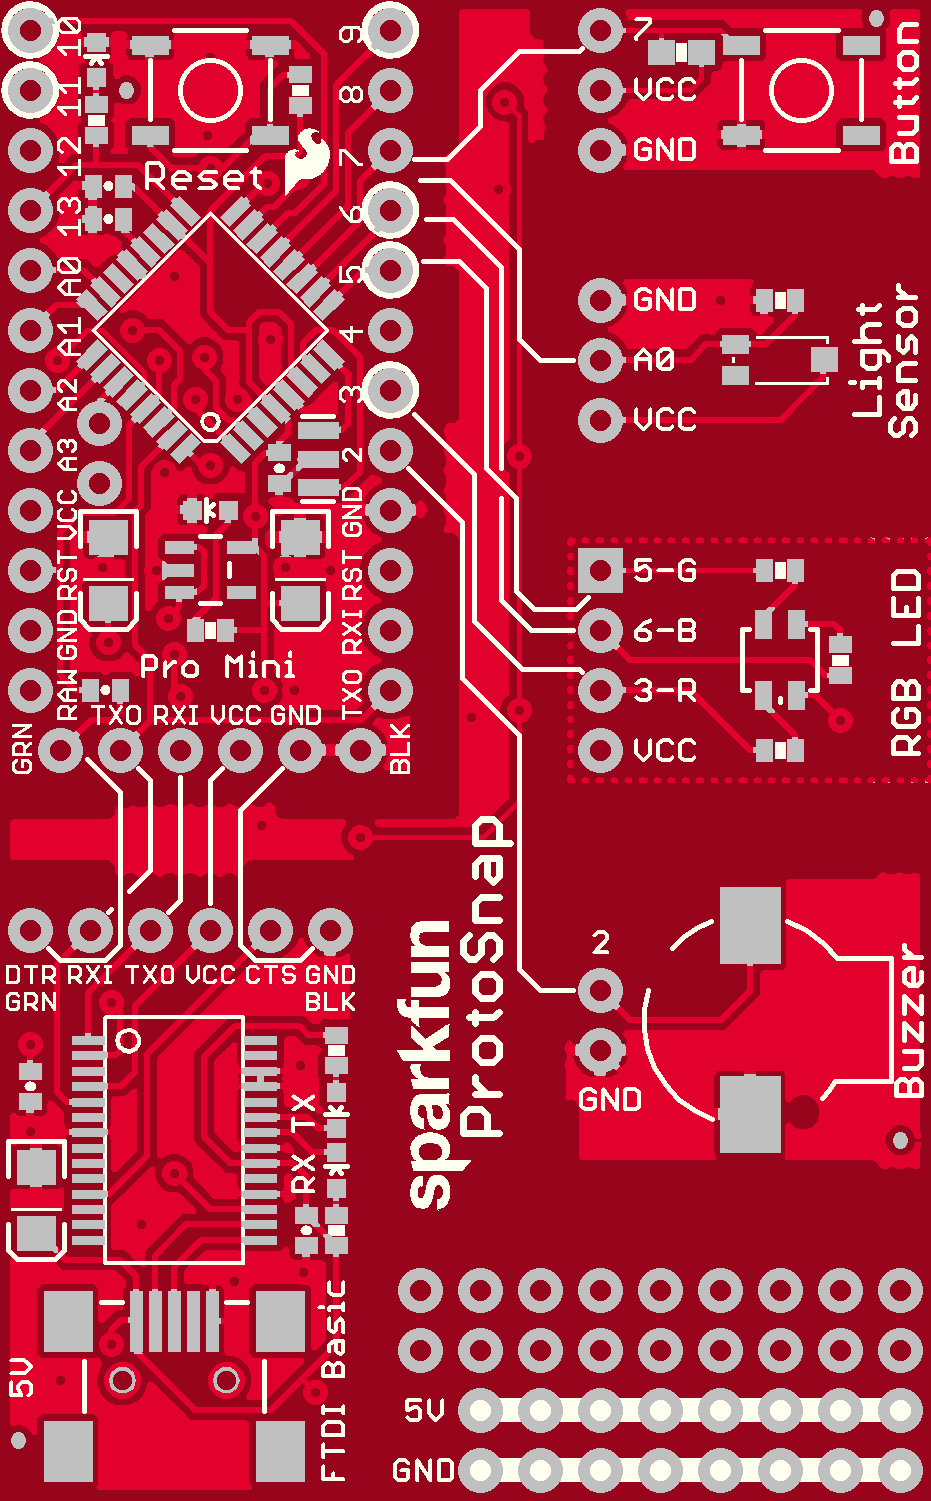 10
11
12
13
A0
A1
A2
A3
VCC
RST
GND
RAW
Reset
9
8
7
6
5
4
3
2
GND
RST
RXI
TXO
Pro Mini
GRN
TXO RXI VCC GND
BLK
7
VCC
GND
Button
GND
A0
VCC
Light
Sensor
5-G
6-B
3-R
VCC
RGB LED
2
GND
Buzzer
sparkfun
ProtoSnap
DTR RXI TXO VCC CTS GND
GRN
BLK
RX TX
5V
FTDI Basic
5V
GND